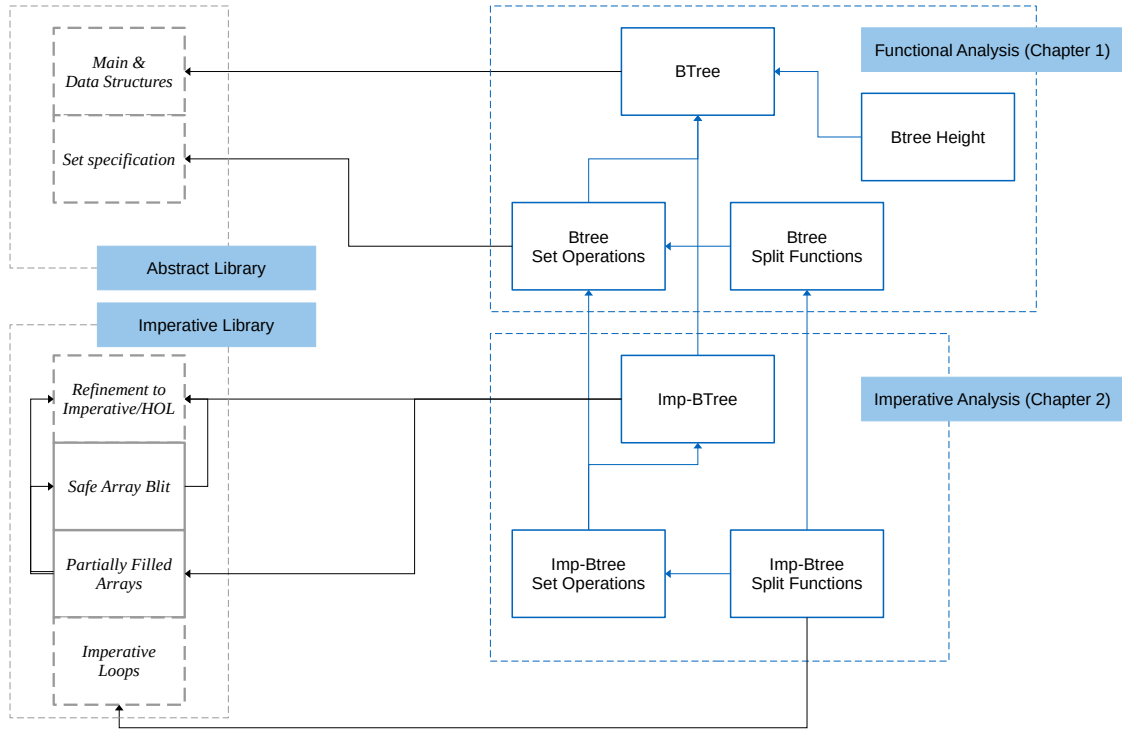 Main &
Data Structures
Set specification
Abstract Library
Functional Analysis (Chapter 1)
BTree
Btree Height
Btree
Set Operations
Btree
Split Functions
Imperative Library
Refinement to
Imperative/HOL
Safe Array Blit
Partially Filled
Arrays
Imperative
Loops
Imperative Analysis (Chapter 2)
Imp-BTree
Imp-Btree
Set Operations
Imp-Btree
Split Functions